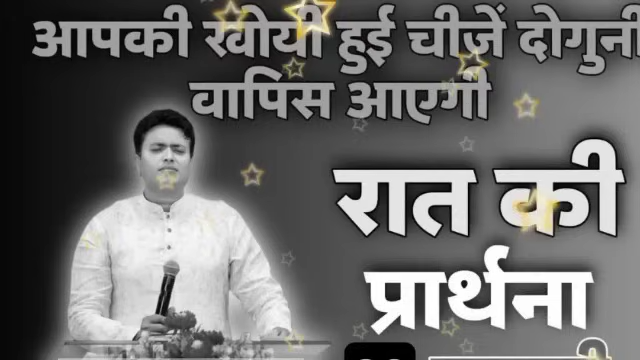 आपकी खोयी हुई चीजें दोगुनी
वापिस आएगी
रात की
प्रार्थना